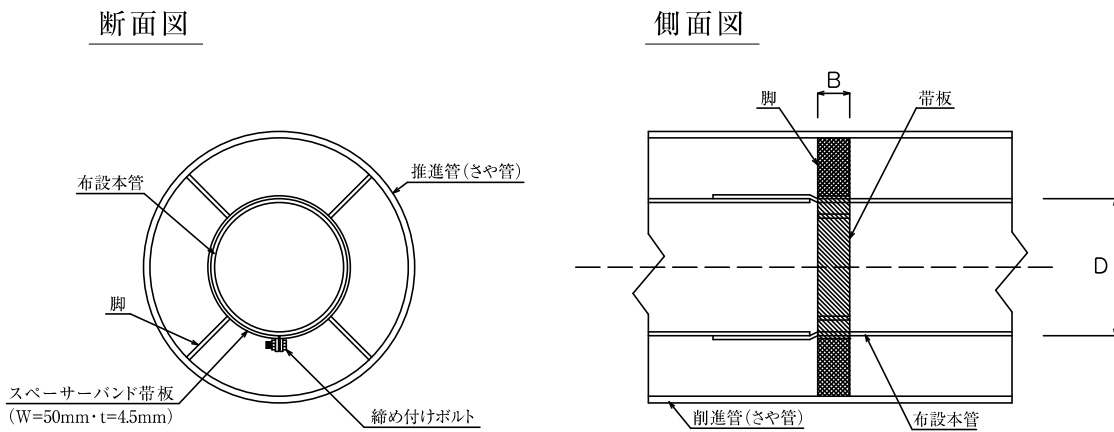 断面図
側面図
推進管(さや管)
布設本管
脚
スペーサーバンド帯板
(W=50mm・t=4.5mm)
締め付けボルト
B
脚
帯板
D
削進管(さや管)
布設本管